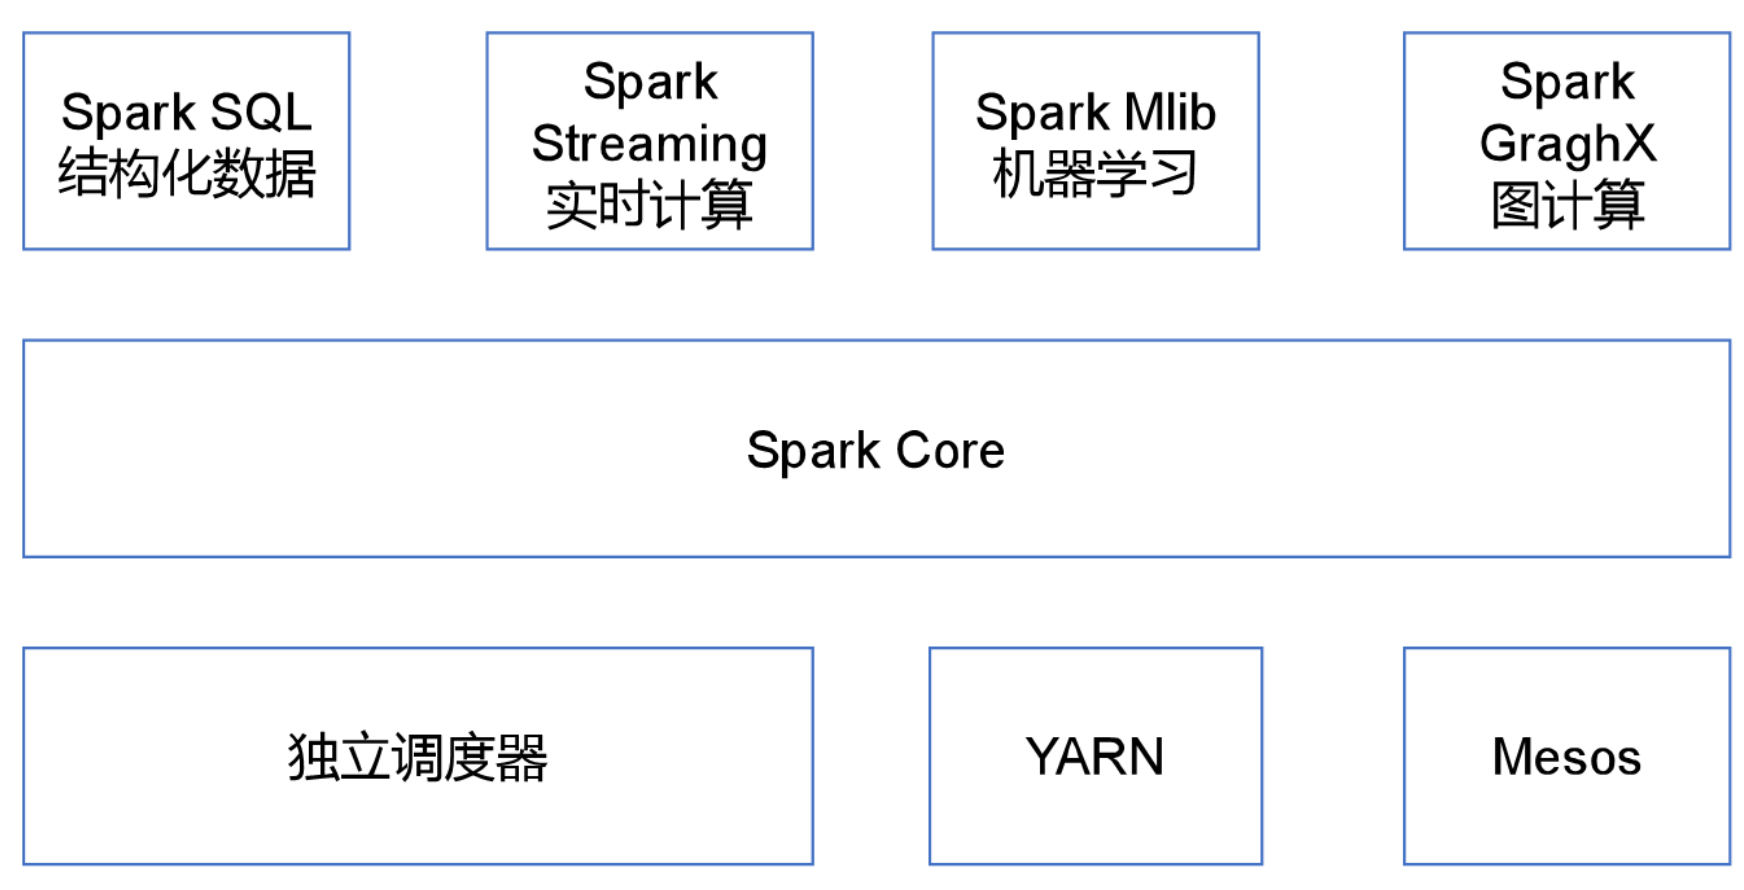 Spark SQL
结构化数据
Spark
Streaming
实时计算
Spark Mlib
机器学习
Spark
GraghX
图计算
Spark Core
独立调度器
YARN
Mesos